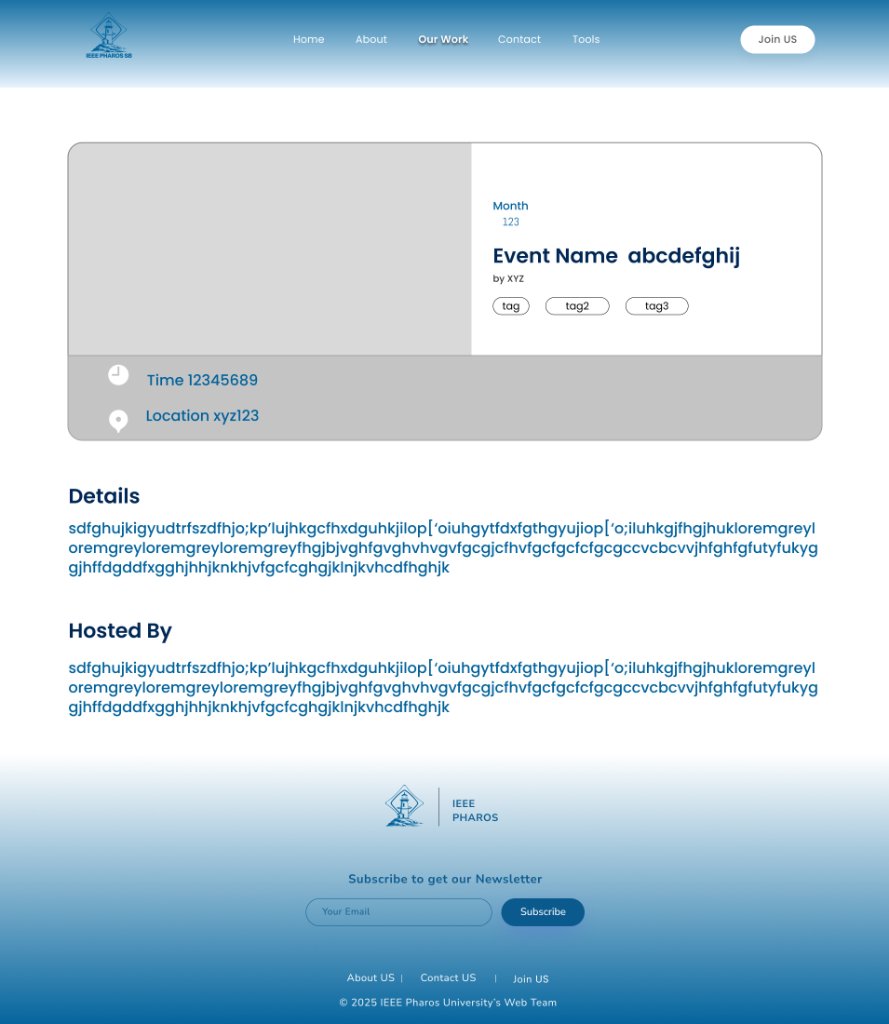 IEEE PHAROS SB
Home About Our Work Contact Tools
Join US
Month
123
Event Name abcdefghij
by XYZ
tag tag2 tag3
Time 12345689
Location xyz123
Details
sdfghujkigyudtrfszdfhjo;kp’lujhkgcfhxdguhkjilop[‘oiuhgytfdxfgthgyujiop[‘o;iluhkgjfhgjhukloremgreyl
oremgreyloremgreyloremgreyfhgjbjvghfgvghvhvgvfgcgjcfhvfgcfgcfcfgcgccvcbcvvjhfghfgfutyfukyg
gjhffdgddfxgghjhhjknkhjvfgcfcghgjklnjkvhcdfhghjk
Hosted By
sdfghujkigyudtrfszdfhjo;kp’lujhkgcfhxdguhkjilop[‘oiuhgytfdxfgthgyujiop[‘o;iluhkgjfhgjhukloremgreyl
oremgreyloremgreyloremgreyfhgjbjvghfgvghvhvgvfgcgjcfhvfgcfgcfcfgcgccvcbcvvjhfghfgfutyfukyg
gjhffdgddfxgghjhhjknkhjvfgcfcghgjklnjkvhcdfhghjk
IEEE
PHAROS
Subscribe to get our Newsletter
Your Email
Subscribe
About US | Contact US | Join US
© 2025 IEEE Pharos University’s Web Team